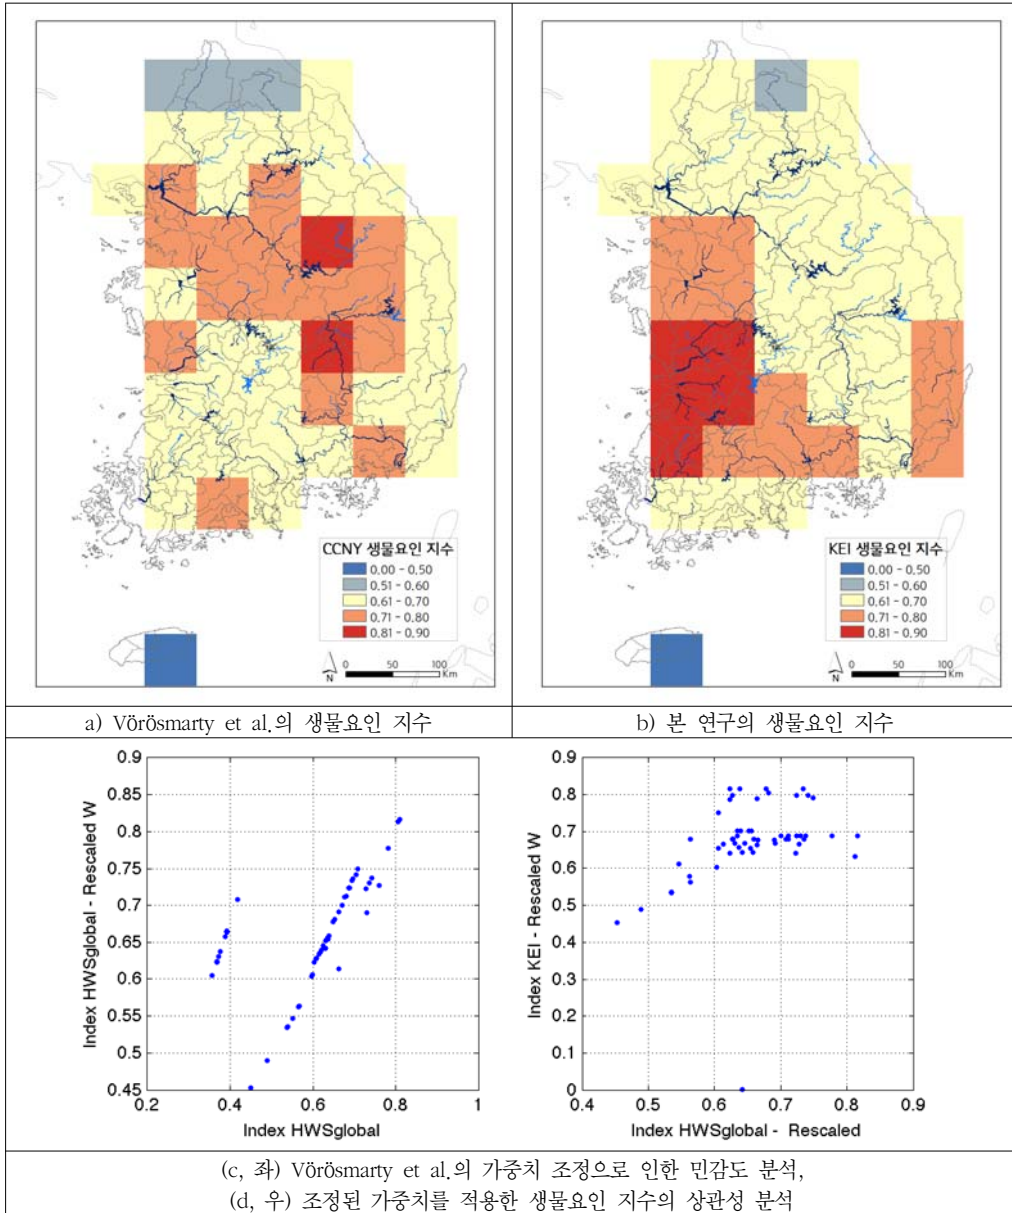 CCNY 생물요인 지수
0.00 - 0.50
0.51 - 0.60
0.61 - 0.70
0.71 - 0.80
0.81 - 0.90
N
0 50 100
Km
KEI 생물요인 지수
0.00 - 0.50
0.51 - 0.60
0.61 - 0.70
0.71 - 0.80
0.81 - 0.90
N
0 50 100
Km
a) Vörösmarty et al.의 생물요인 지수
b) 본 연구의 생물요인 지수
Index HWSglobal - Rescaled W
0.9
0.85
0.8
0.75
0.7
0.65
0.6
0.55
0.5
0.45
0.2 0.4 0.6 0.8 1
Index HWSglobal
Index KEI - Rescaled W
0.9
0.8
0.7
0.6
0.5
0.4
0.3
0.2
0.1
0
0.4 0.5 0.6 0.7 0.8 0.9
Index HWSglobal - Rescaled
(c, 좌) Vörösmarty et al.의 가중치 조정으로 인한 민감도 분석,
(d, 우) 조정된 가중치를 적용한 생물요인 지수의 상관성 분석